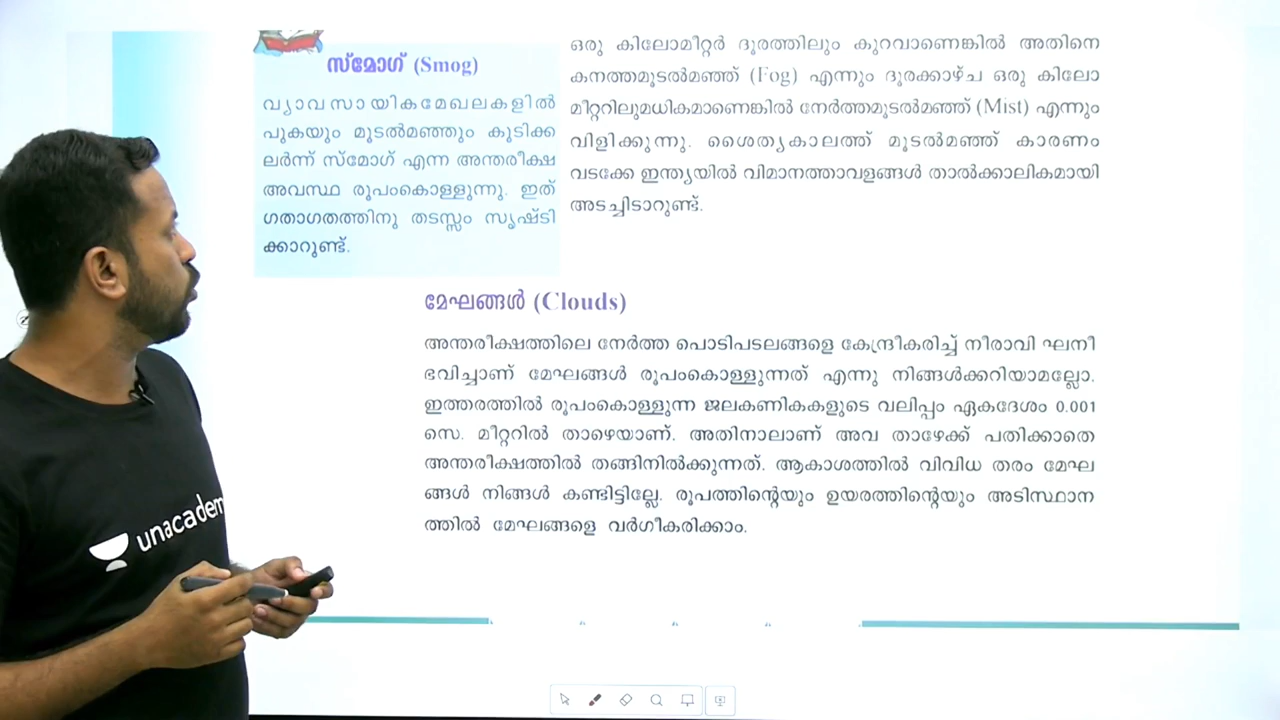 സ്മോഗ് (Smog)
വ്യാവസായികമേഖലകളിൽ
പുകയും മൂടൽമഞ്ഞും കൂടിക്ക
ലർന്ന് സ്മോഗ് എന്ന അന്തരീക്ഷ
അവസ്ഥ രൂപംകൊള്ളുന്നു. ഇത്
ഗതാഗതത്തിനു തടസ്സം സൃഷ്ടി
ക്കാറുണ്ട്.
ഒരു കിലോമീറ്റർ ദൂരത്തിലും കുറവാണെങ്കിൽ അതിനെ
കനത്തമൂടൽമഞ്ഞ് (Fog) എന്നും ദൂരക്കാഴ്ച ഒരു കിലോ
മീറ്ററിലുമധികമാണെങ്കിൽ നേർത്തമൂടൽമഞ്ഞ് (Mist) എന്നും
വിളിക്കുന്നു. ശൈത്യകാലത്ത് മൂടൽമഞ്ഞ് കാരണം
വടക്കേ ഇന്ത്യയിൽ വിമാനത്താവളങ്ങൾ താൽക്കാലികമായി
അടച്ചിടാറുണ്ട്.
മേഘങ്ങൾ (Clouds)
അന്തരീക്ഷത്തിലെ നേർത്ത പൊടിപടലങ്ങളെ കേന്ദ്രീകരിച്ച് നീരാവി ഘനീ
ഭവിച്ചാണ് മേഘങ്ങൾ രൂപംകൊള്ളുന്നത് എന്നു നിങ്ങൾക്കറിയാമല്ലോ.
ഇത്തരത്തിൽ രൂപംകൊള്ളുന്ന ജലകണികകളുടെ വലിപ്പം ഏകദേശം 0.001
സെ. മീറ്ററിൽ താഴെയാണ്. അതിനാലാണ് അവ താഴേക്ക് പതിക്കാതെ
അന്തരീക്ഷത്തിൽ തങ്ങിനിൽക്കുന്നത്. ആകാശത്തിൽ വിവിധ തരം മേഘ
ങ്ങൾ നിങ്ങൾ കണ്ടിട്ടില്ലേ. രൂപത്തിന്റെയും ഉയരത്തിന്റെയും അടിസ്ഥാന
ത്തിൽ മേഘങ്ങളെ വർഗീകരിക്കാം.
unacadem